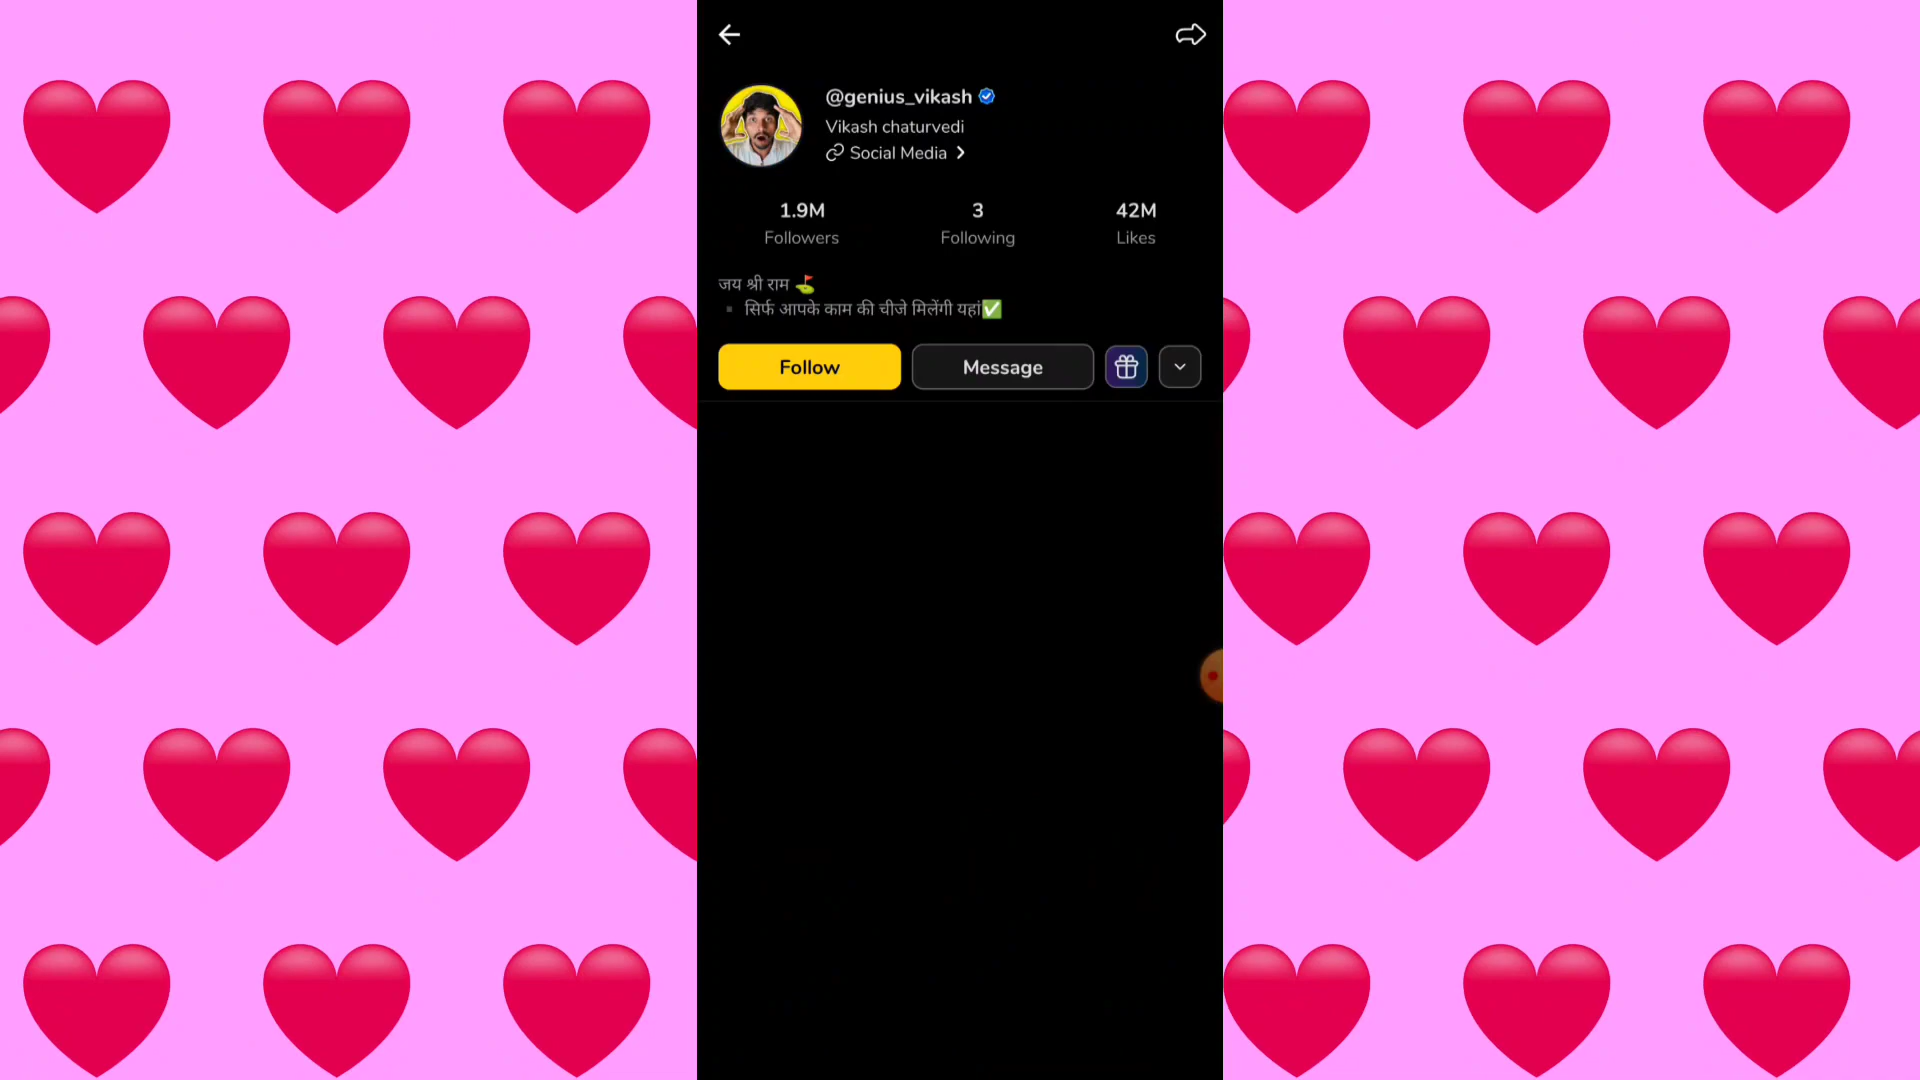 @genius_vikash
Vikash chaturvedi
Social Media
1.9M 3 42M
Followers Following Likes
जय श्री राम ⛳
▪ सिर्फ आपके काम की चीजे मिलेंगी यहां✅
Follow Message